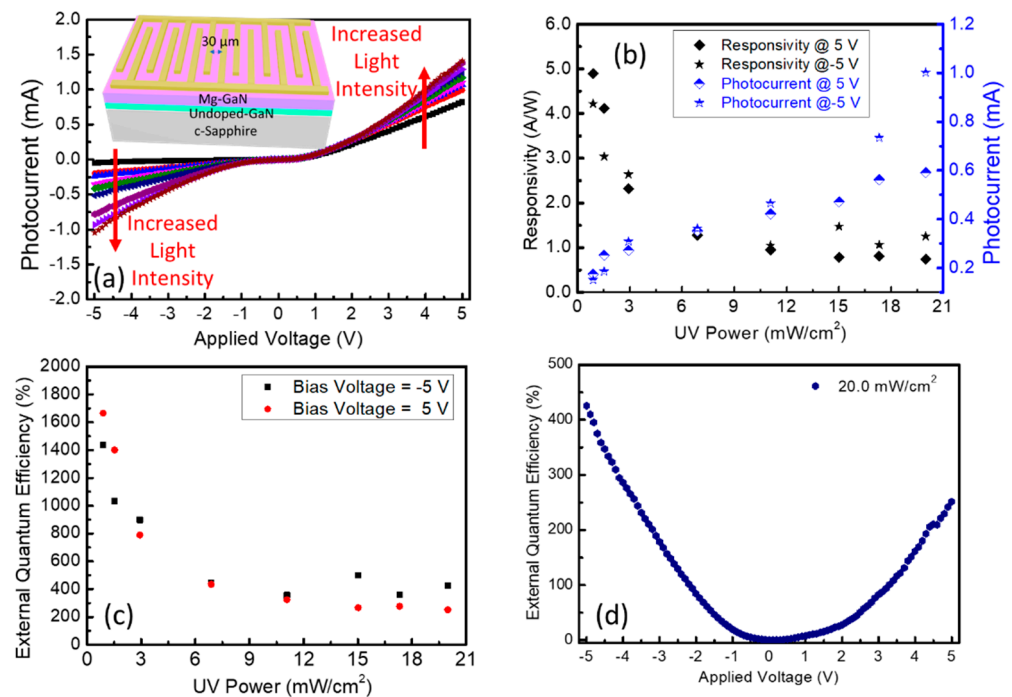 2.0
1.5
1.0
0.5
0.0
-0.5
-1.0
-1.5
-2.0
Photocurrent (mA)
30 µm
Mg-GaN
Undoped-GaN
c-Sapphire
Increased
Light
Intensity
Increased
Light
Intensity
(a)
-5 -4 -3 -2 -1 0 1 2 3 4 5
Applied Voltage (V)
6.0
5.0
4.0
3.0
2.0
1.0
0.0
Responsivity (A/W)
(b)
Responsivity @ 5 V
Responsivity @-5 V
Photocurrent @ 5 V
Photocurrent @-5 V
1.2
1.0
0.8
0.6
0.4
0.2
Photocurrent (mA)
0 3 6 9 12 15 18 21
UV Power (mW/cm²)
2000
1800
1600
1400
1200
1000
800
600
400
200
0
External Quantum Efficiency (%)
Bias Voltage = -5 V
Bias Voltage = 5 V
(c)
0 3 6 9 12 15 18 21
UV Power (mW/cm²)
500
450
400
350
300
250
200
150
100
50
0
External Quantum Efficiency (%)
20.0 mW/cm²
(d)
-5 -4 -3 -2 -1 0 1 2 3 4 5
Applied Voltage (V)